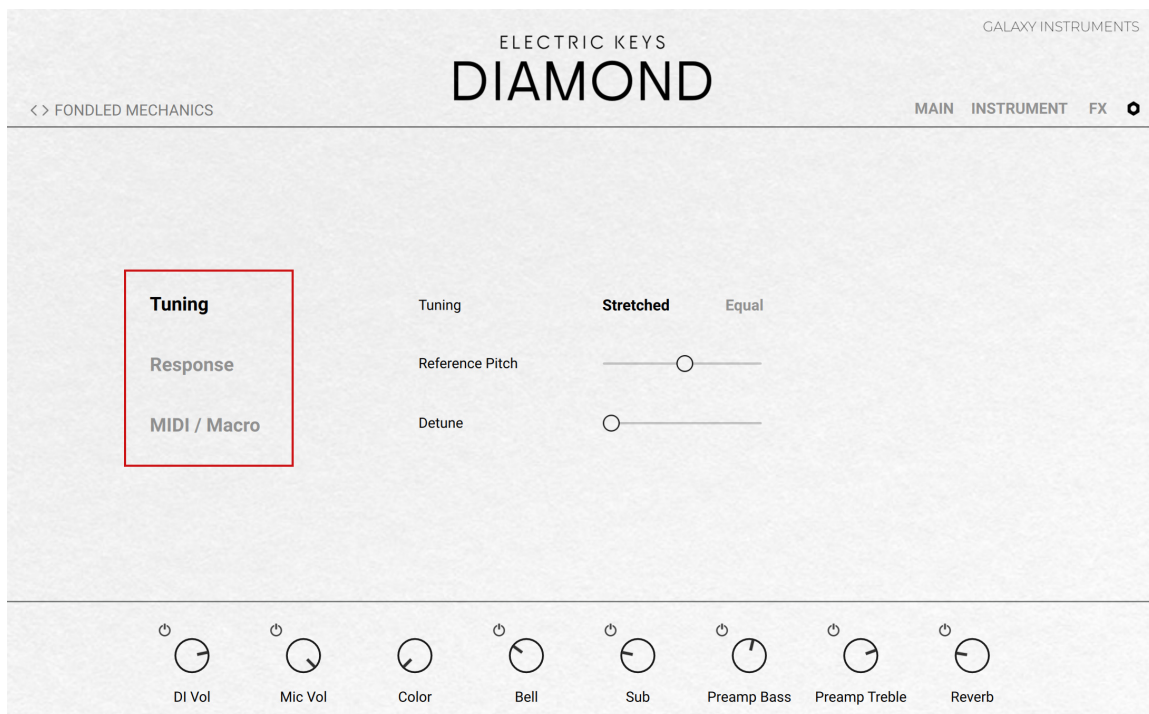 GALAXY INSTRUMENTS
ELECTRIC KEYS
DIAMOND
< > FONDLED MECHANICS
MAIN INSTRUMENT FX
Tuning Tuning Stretched Equal
Response Reference Pitch
MIDI / Macro Detune
DI Vol Mic Vol Color Bell Sub Preamp Bass Preamp Treble Reverb